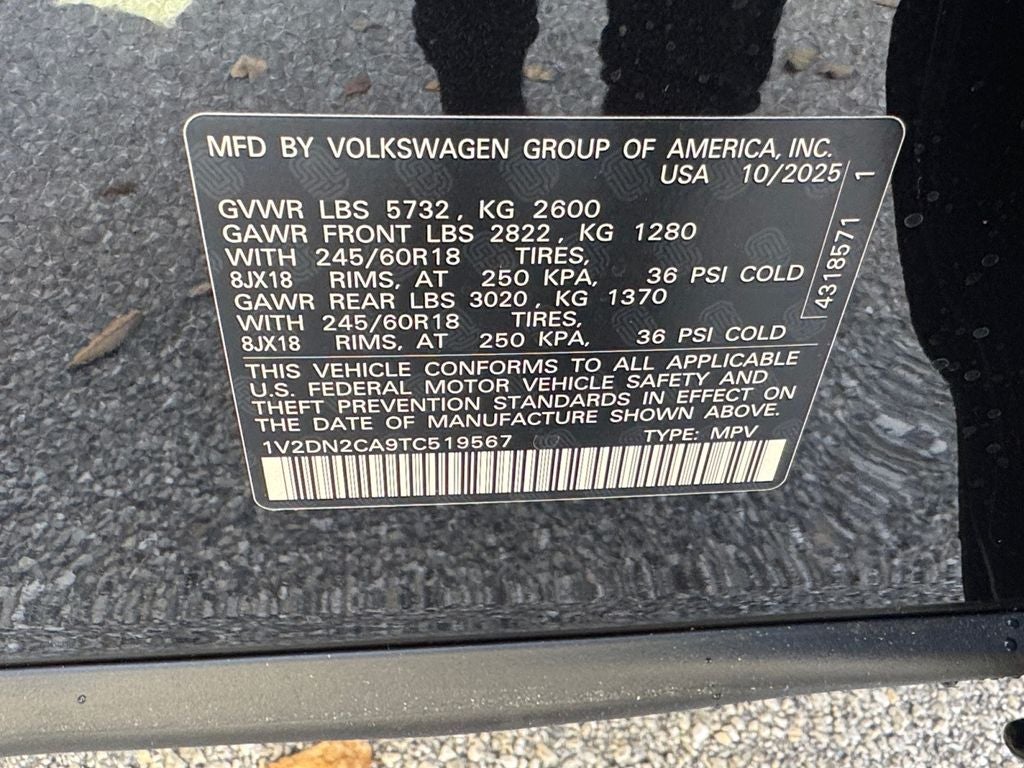 MFD BY VOLKSWAGEN GROUP OF AMERICA, INC.
USA 10/2025
GVWR LBS 5732, KG 2600
GAWR FRONT LBS 2822, KG 1280
WITH 245/60R18 TIRES,
8JX18 RIMS, AT 250 KPA, 36 PSI COLD
GAWR REAR LBS 3020, KG 1370
WITH 245/60R18 TIRES,
8JX18 RIMS, AT 250 KPA, 36 PSI COLD
4318571 1
THIS VEHICLE CONFORMS TO ALL APPLICABLE
U.S. FEDERAL MOTOR VEHICLE SAFETY AND
THEFT PREVENTION STANDARDS IN EFFECT ON
THE DATE OF MANUFACTURE SHOWN ABOVE.
1V2DN2CA9TC519567 TYPE: MPV